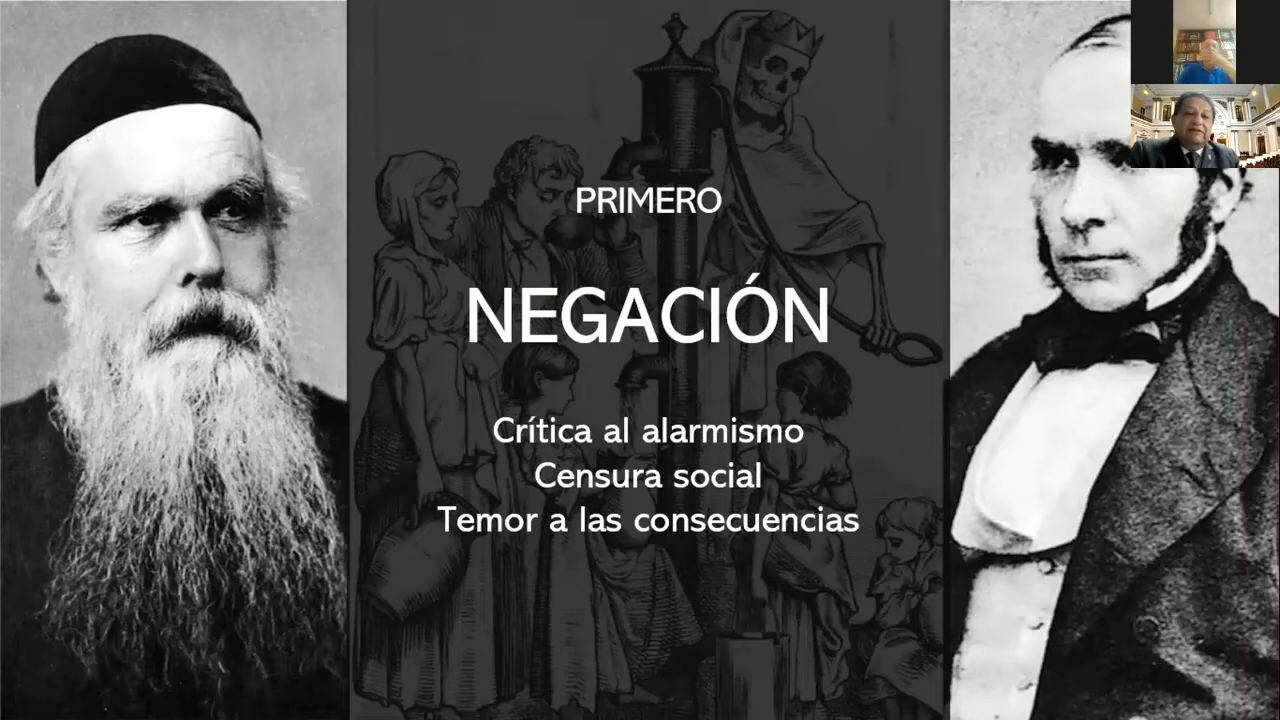 PRIMERO
NEGACIÓN
Crítica al alarmismo
Censura social
Temor a las consecuencias